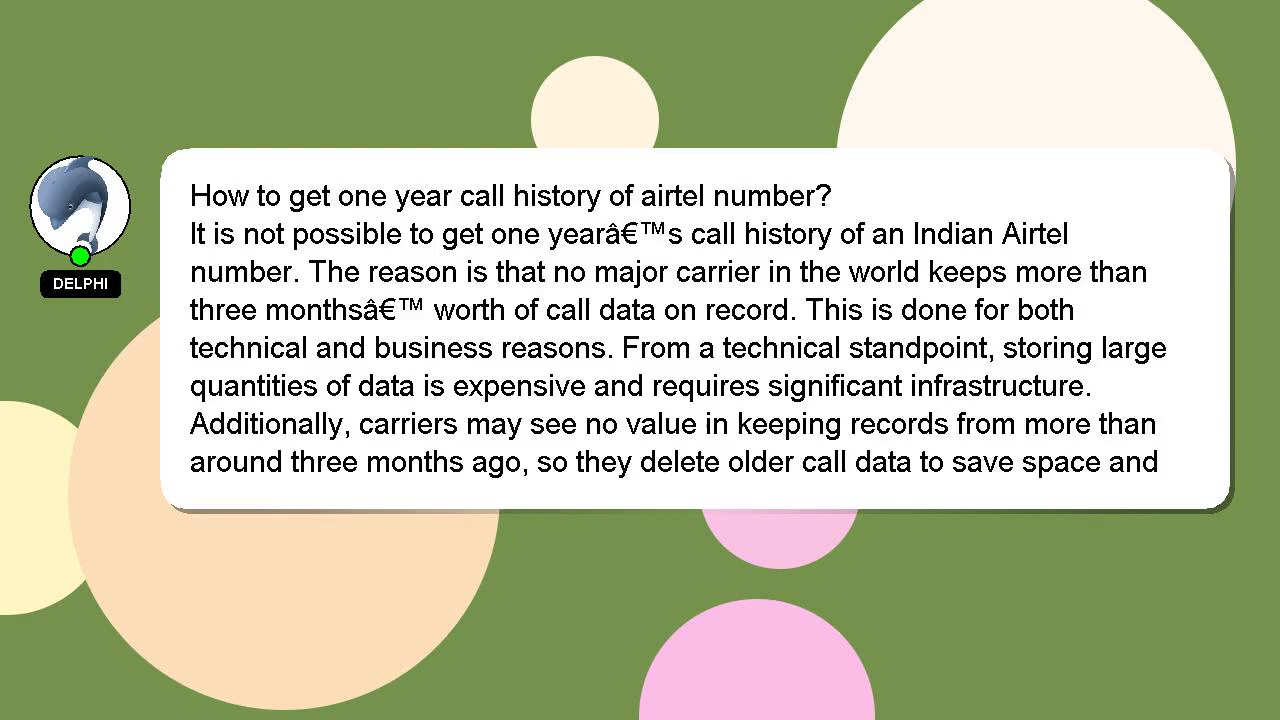 DELPHI
How to get one year call history of airtel number?
It is not possible to get one yearâ€™s call history of an Indian Airtel
number. The reason is that no major carrier in the world keeps more than
three monthsâ€™ worth of call data on record. This is done for both
technical and business reasons. From a technical standpoint, storing large
quantities of data is expensive and requires significant infrastructure.
Additionally, carriers may see no value in keeping records from more than
around three months ago, so they delete older call data to save space and